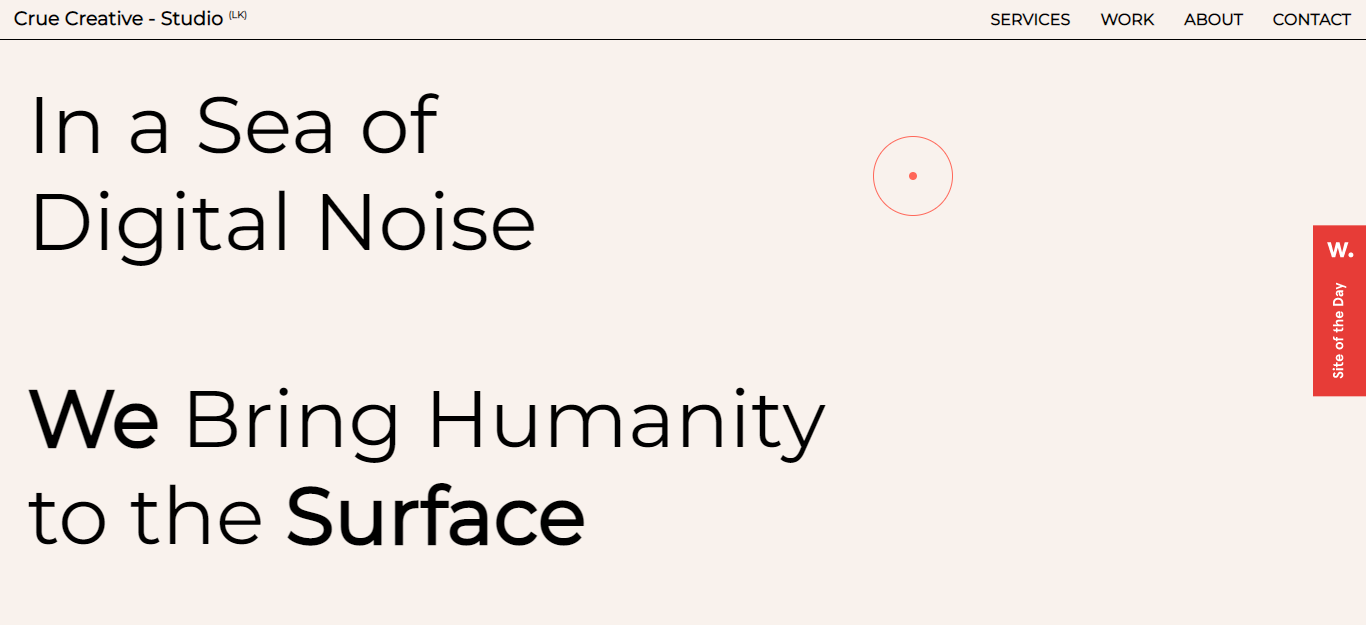 Crue Creative - Studio (LK)
SERVICES WORK ABOUT CONTACT
In a Sea of
Digital Noise
We Bring Humanity
to the Surface
W.
Site of the Day